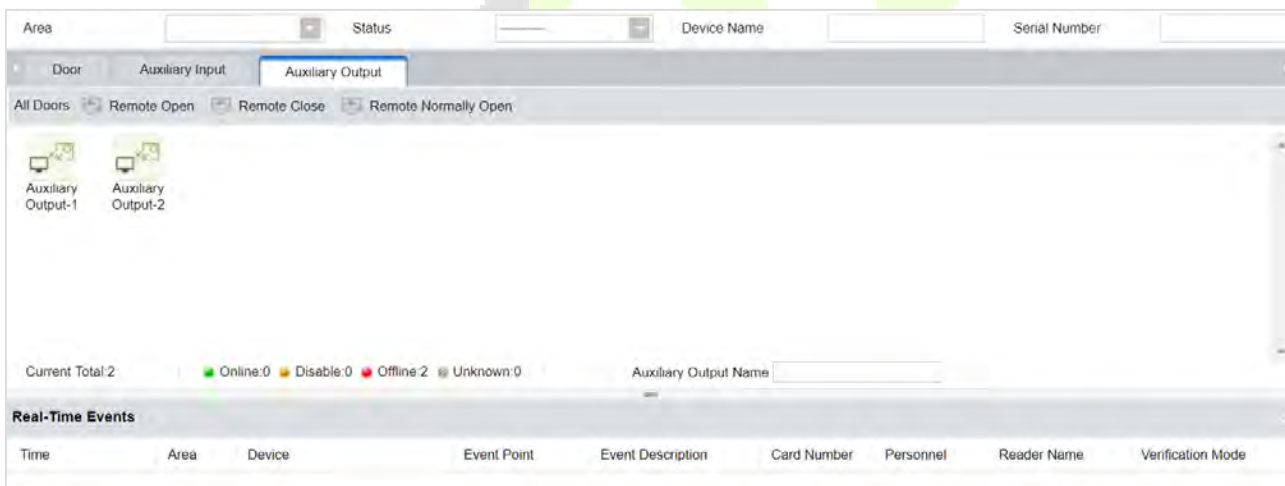 Area Status --------- Device Name Serial Number
Door Auxiliary Input Auxiliary Output
All Doors Remote Open Remote Close Remote Normally Open
Auxiliary Output-1 Auxiliary Output-2
Current Total:2 Online:0 Disable:0 Offline:2 Unknown:0 Auxiliary Output Name
Real-Time Events
Time Area Device Event Point Event Description Card Number Personnel Reader Name Verification Mode